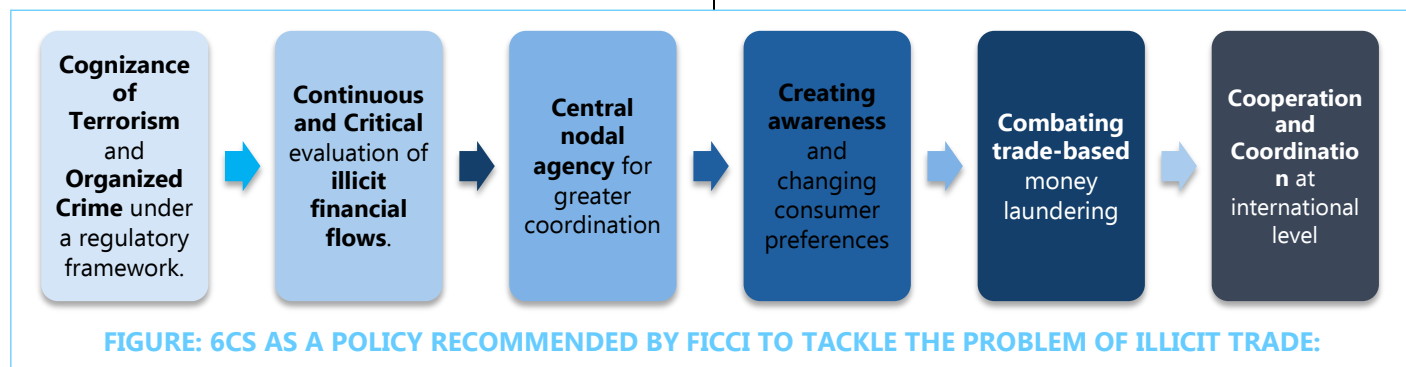 Cognizance
of
Terrorism
and
Organized
Crime under
a regulatory
framework.
Continuous
and Critical
evaluation of
illicit
financial
flows.
Central
nodal
agency for
greater
coordination
Creating
awareness
and
changing
consumer
preferences
Combating
trade-based
money
laundering
Cooperation
and
Coordinatio
n at
international
level
FIGURE: 6CS AS A POLICY RECOMMENDED BY FICCI TO TACKLE THE PROBLEM OF ILLICIT TRADE: